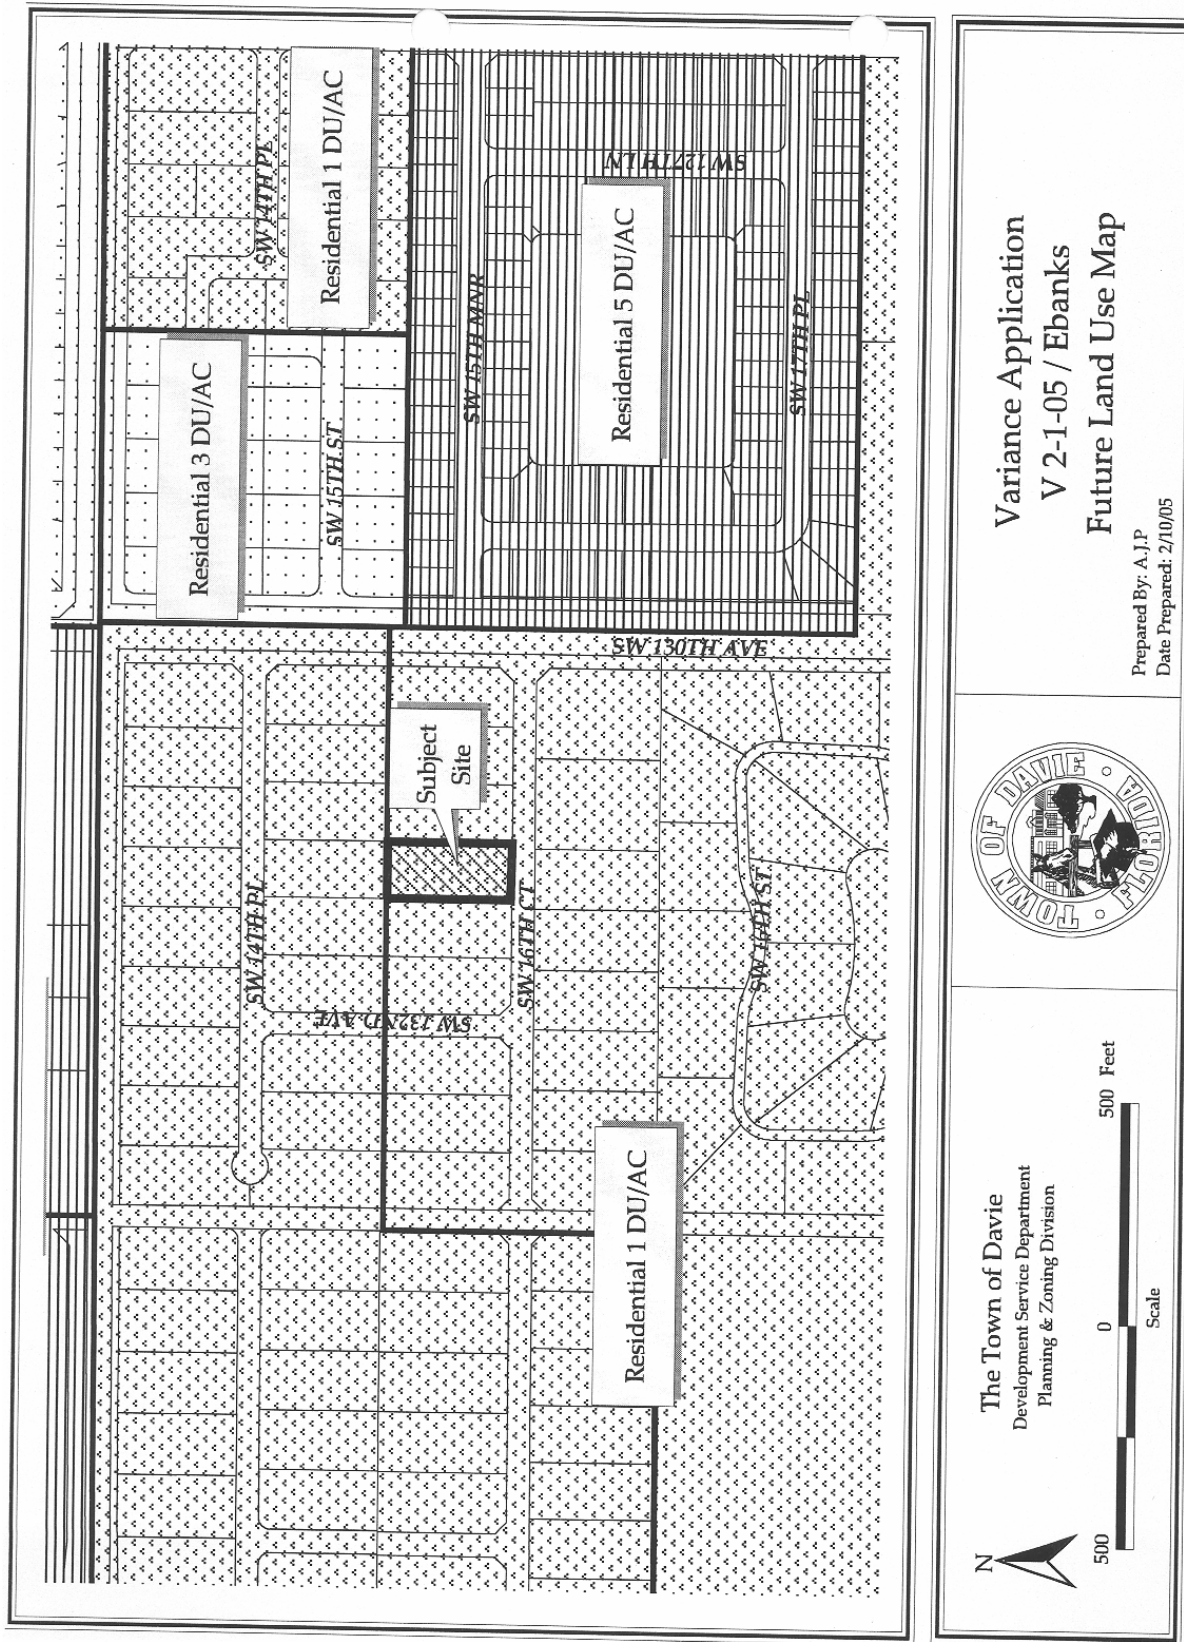 SW 14TH PL
Residential 1 DU/AC
Residential 3 DU/AC
SW 15TH ST
SW 15TH MNR
SW 127TH LN
Residential 5 DU/AC
SW 17TH PL
SW 130TH AVE
Subject
Site
SW 14TH PL
SW 132ND AVE
SW 16TH CT
SW 16TH ST
Residential 1 DU/AC
The Town of Davie
Development Service Department
Planning & Zoning Division
N
500 0 500 Feet
Scale
TOWN OF DAVIE
FLORIDA
Variance Application
V 2-1-05 / Ebanks
Future Land Use Map
Prepared By: A.J.P
Date Prepared: 2/10/05